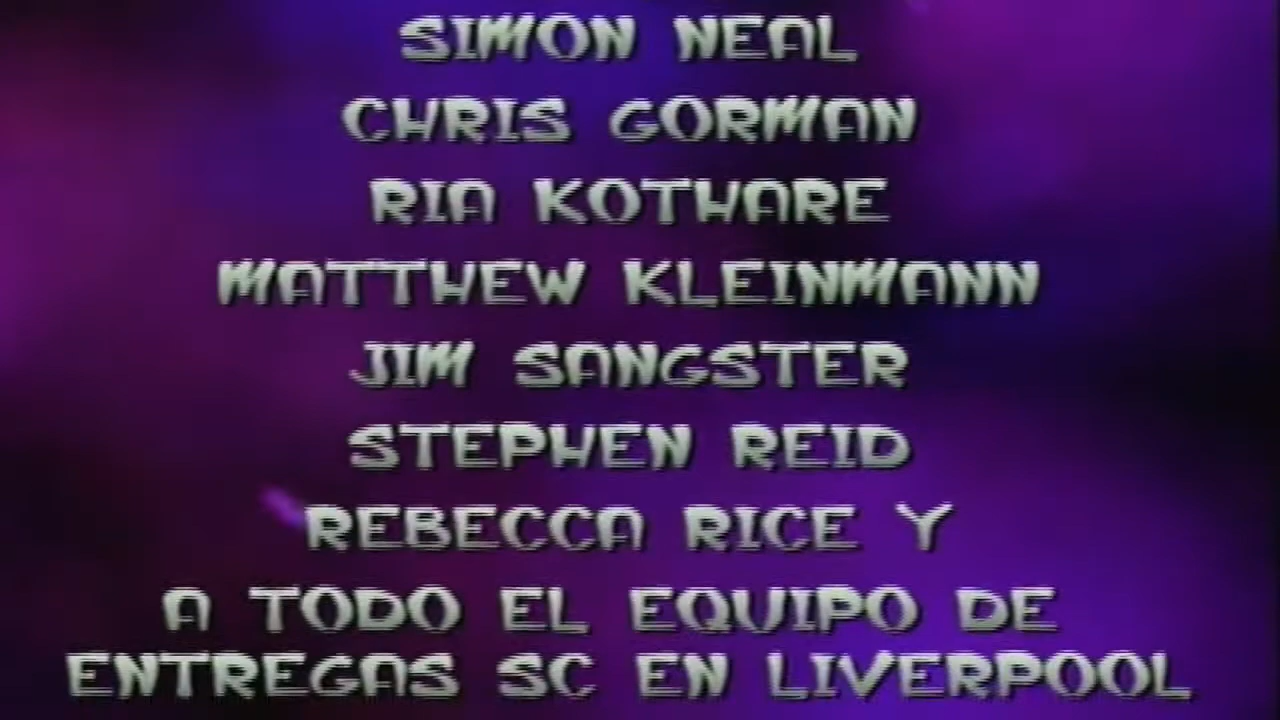 SIMON NEAL
CHRIS GORMAN
RIA KOTHARE
MATTHEW KLEINMANN
JIM SANGSTER
STEPHEN REID
REBECCA RICE Y
A TODO EL EQUIPO DE
ENTREGAS SC EN LIVERPOOL